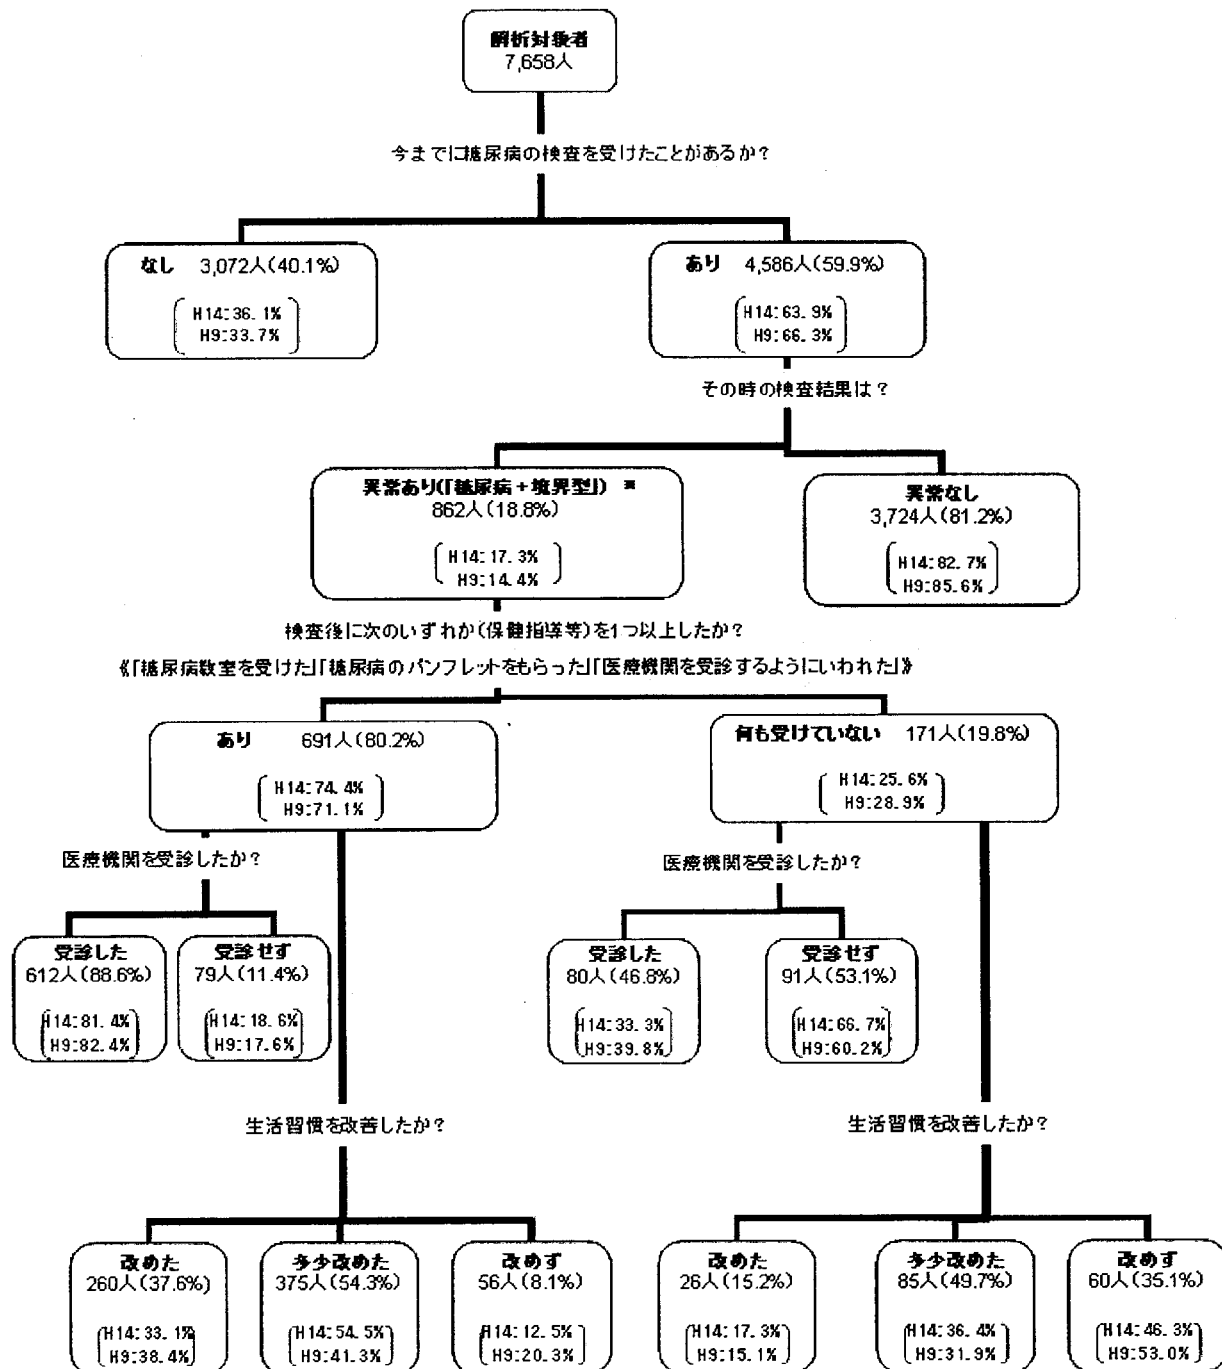 解析対象者
7,658人
今までに糖尿病の検査を受けたことがあるか？
なし 3,072人(40.1%)
H14:36.1%
H9:33.7%
あり 4,586人(59.9%)
H14:63.9%
H9:66.3%
その時の検査結果は？
異常あり(「糖尿病+境界型」) ※
862人(18.8%)
H14:17.3%
H9:14.4%
異常なし
3,724人(81.2%)
H14:82.7%
H9:85.6%
検査後に次のいずれか(保健指導等)を1つ以上したか？
《「糖尿病教室を受けた」「糖尿病のパンフレットをもらった」「医療機関を受診するようにいわれた」》
あり 691人(80.2%)
H14:74.4%
H9:71.1%
何も受けていない 171人(19.8%)
H14:25.6%
H9:28.9%
医療機関を受診したか？
受診した
612人(88.6%)
H14:81.4%
H9:82.4%
受診せず
79人(11.4%)
H14:18.6%
H9:17.6%
医療機関を受診したか？
受診した
80人(46.8%)
H14:33.3%
H9:39.8%
受診せず
91人(53.1%)
H14:66.7%
H9:60.2%
生活習慣を改善したか？
改めた
260人(37.6%)
H14:33.1%
H9:38.4%
多少改めた
375人(54.3%)
H14:54.5%
H9:41.3%
改めず
56人(8.1%)
H14:12.5%
H9:20.3%
生活習慣を改善したか？
改めた
26人(15.2%)
H14:17.3%
H9:15.1%
多少改めた
85人(49.7%)
H14:36.4%
H9:31.9%
改めず
60人(35.1%)
H14:46.3%
H9:53.0%